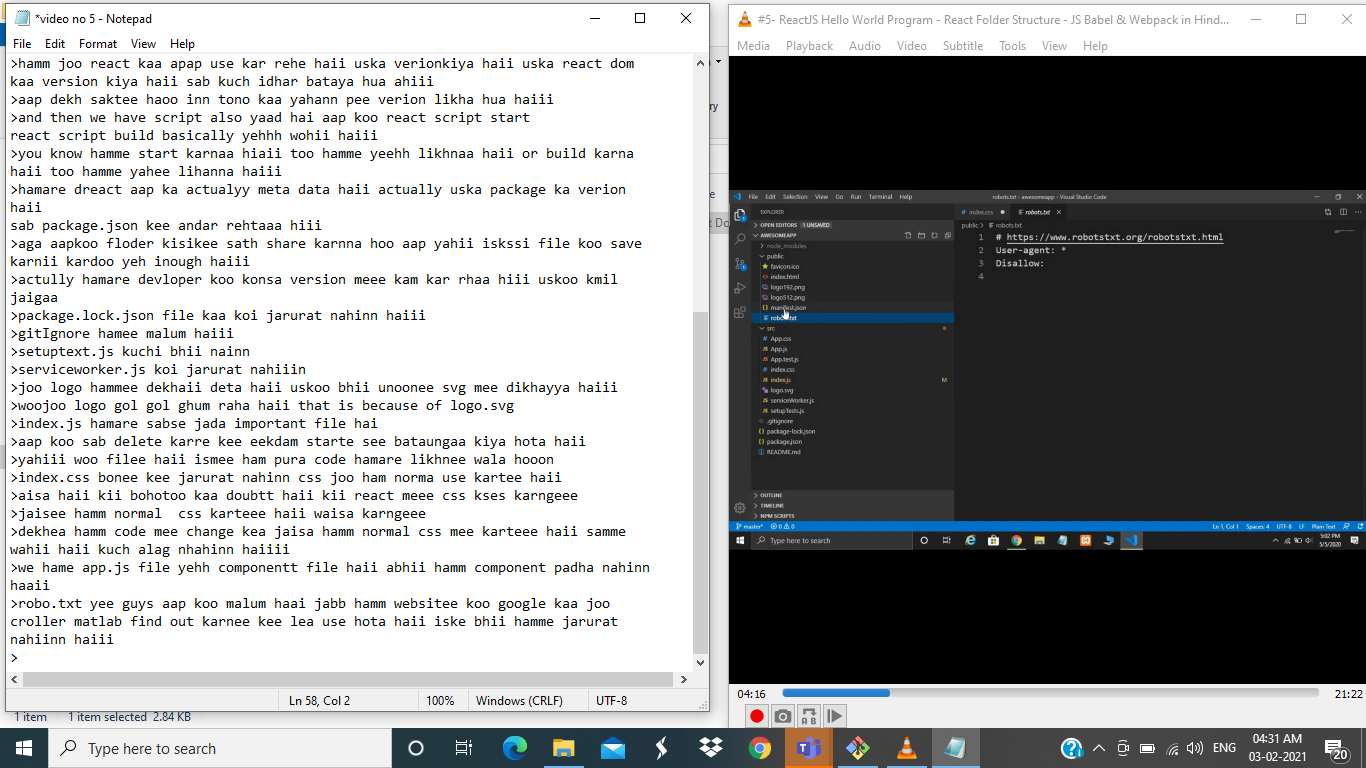 *video no 5 - Notepad
File Edit Format View Help
>hamm joo react kaa apap use kar rehe haii uska verionkiya haii uska react dom
kaa version kiya haii sab kuch idhar bataya hua ahiii
>aap dekh saktee haoo inn tono kaa yahann pee verion likha hua haiii
>and then we have script also yaad hai aap koo react script start
react script build basically yehhh wohii haiii
>you know hamme start karnaa hiaii too hamme yeehh likhnaa haii or build karna
haii too hamme yahee lihanna haiii
>hamare dreact aap ka actualyy meta data haii actually uska package ka verion
haii
sab package.json kee andar rehtaaa hiii
>aga aapkoo floder kisikee sath share karnna hoo aap yahii iskssi file koo save
karnii kardoo yeh inough haiii
>actully hamare devloper koo konsa version meee kam kar rhaa hiii uskoo kmil
jaigaa
>package.lock.json file kaa koi jarurat nahinn haiii
>gitIgnore hamee malum haiii
>setuptext.js kuchi bhii nainn
>serviceworker.js koi jarurat nahiiin
>joo logo hammee dekhaii deta haii uskoo bhii unoonee svg mee dikhayya haiii
>woojoo logo gol gol ghum raha haii that is because of logo.svg
>index.js hamare sabse jada important file hai
>aap koo sab delete karre kee eekdam starte see bataungaa kiya hota haii
>yahiii woo filee haii ismee ham pura code hamare likhnee wala hooon
>index.css bonee kee jarurat nahinn css joo ham norma use kartee haii
>aisa haii kii bohotoo kaa doubtt haii kii react meee css kses karngeee
>jaisee hamm normal  css karteee haii waisa karngeee
>dekhea hamm code mee change kea jaisa hamm normal css mee karteee haii samme
wahii haii kuch alag nhahinn haiiii
>we hame app.js file yehh componentt file haii abhii hamm component padha nahinn
haaii
>robo.txt yee guys aap koo malum haai jabb hamm websitee koo google kaa joo
croller matlab find out karnee kee lea use hota haii iske bhii hamme jarurat
nahiinn haiii
>
Ln 58, Col 2 100% Windows (CRLF) UTF-8
1 item 1 item selected 2.84 KB
#5- ReactJS Hello World Program - React Folder Structure - JS Babel & Webpack in Hind...
Media Playback Audio Video Subtitle Tools View Help
File Edit Selection View Go Run Terminal Help robots.txt - awesomeapp - Visual Studio Code
EXPLORER
OPEN EDITORS 1 UNSAVED
AWESOMEAPP
node_modules
public
favicon.ico
index.html
logo192.png
logo512.png
manifest.json
src
App.css
App.js
App.test.js
index.css
index.js M
logo.svg
serviceWorker.js
setupTests.js
.gitignore
package-lock.json
package.json
README.md
OUTLINE
TIMELINE
NPM SCRIPTS
index.css robots.txt
public > robots.txt
1 # https://www.robotstxt.org/robotstxt.html
2 User-agent: *
3 Disallow:
4
master* 0 0 Ln 1, Col 1 Spaces: 4 UTF-8 LF Plain Text
Type here to search
5:02 PM
5/5/2020
04:16 21:22
Type here to search
ENG
04:31 AM
03-02-2021
20